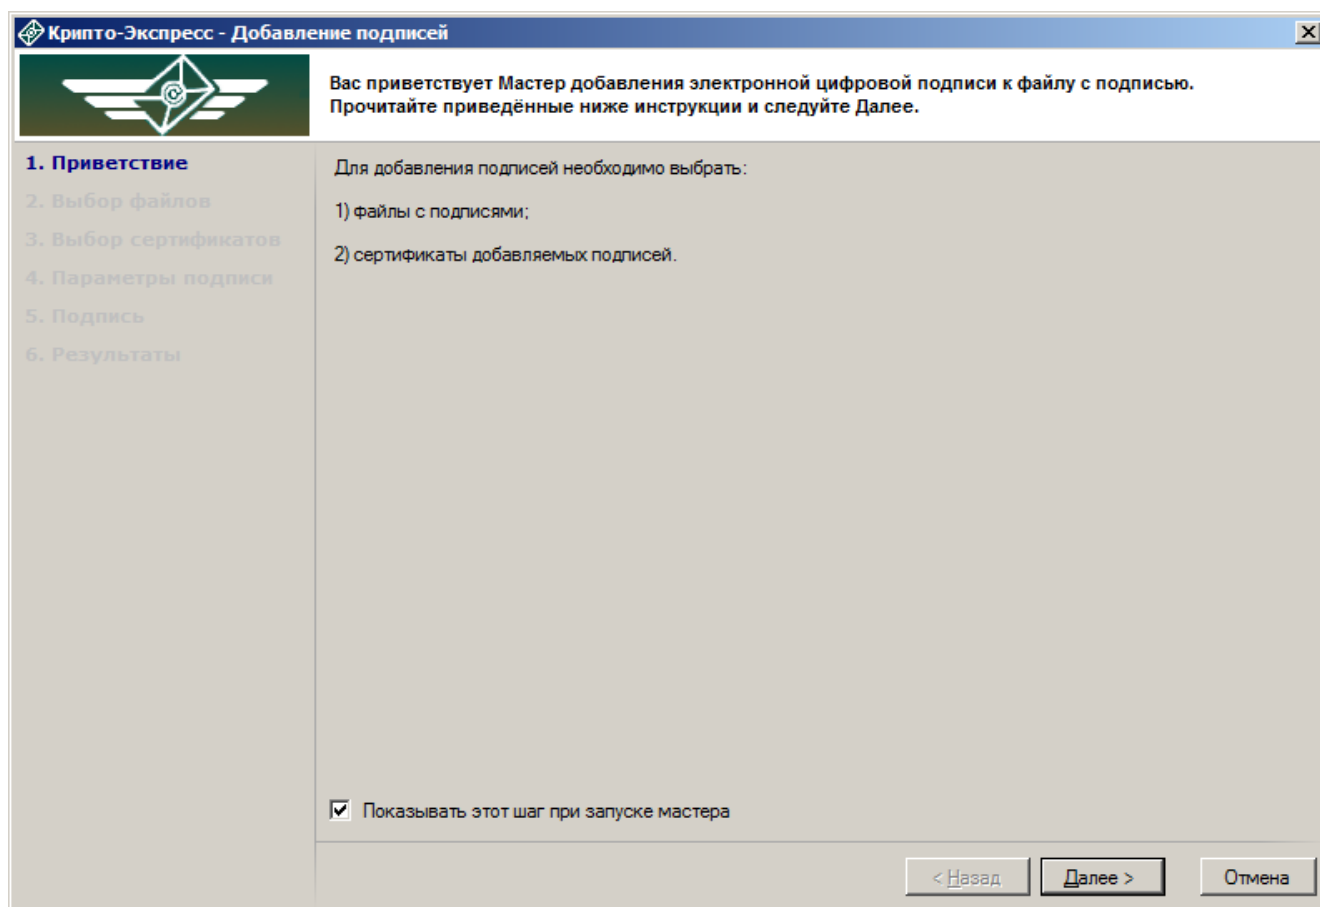 Крипто-Экспресс - Добавление подписей
Вас приветствует Мастер добавления электронной цифровой подписи к файлу с подписью.
Прочитайте приведённые ниже инструкции и следуйте Далее.
1. Приветствие
2. Выбор файлов
3. Выбор сертификатов
4. Параметры подписи
5. Подпись
6. Результаты
Для добавления подписей необходимо выбрать:
1) файлы с подписями;
2) сертификаты добавляемых подписей.
Показывать этот шаг при запуске мастера
< Назад
Далее >
Отмена